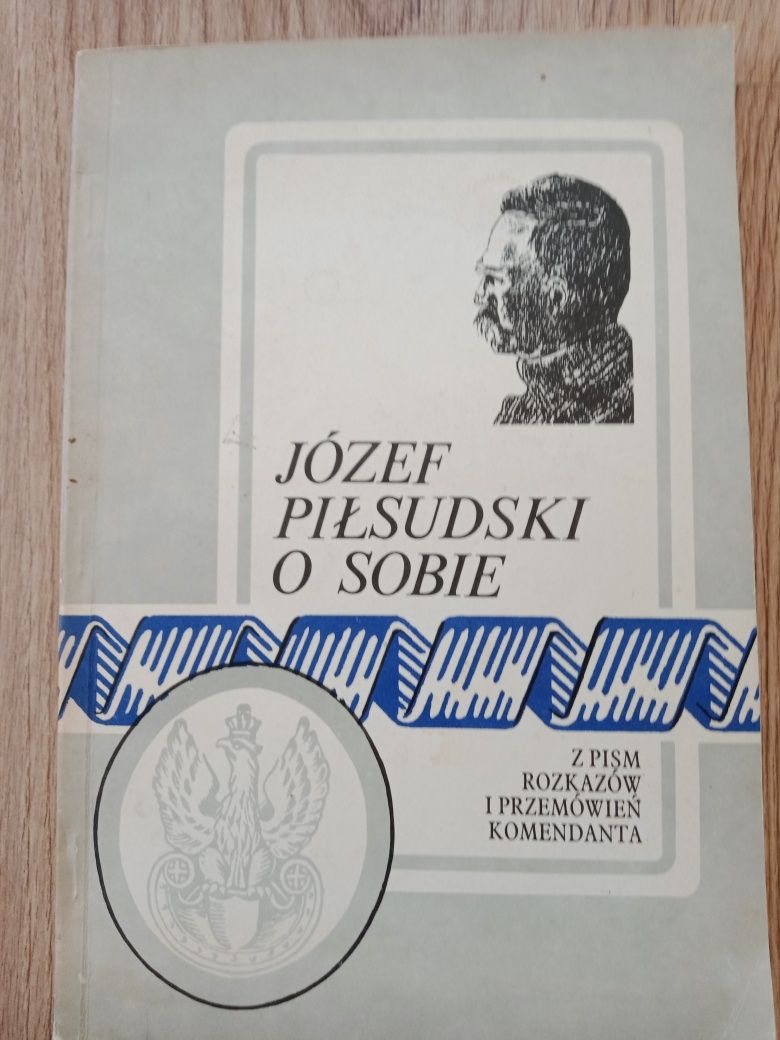 JÓZEF
PIŁSUDSKI
O SOBIE
Z PISM
ROZKAZÓW
I PRZEMÓWIEŃ
KOMENDANTA